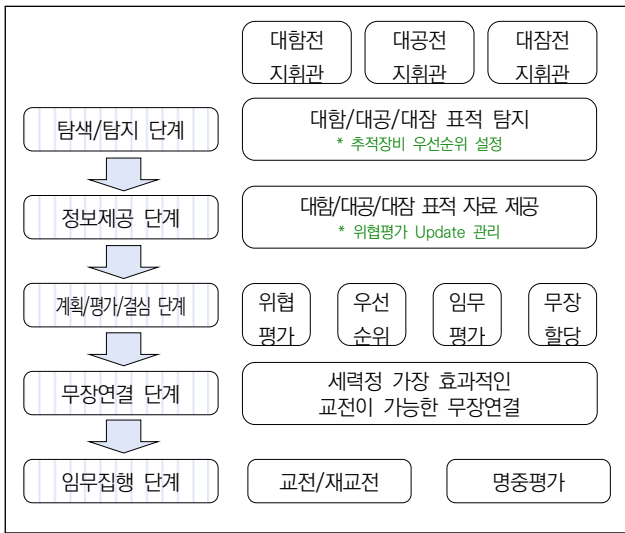 대함전 대공전 대잠전
지휘관 지휘관 지휘관
탐색/탐지 단계
대함/대공/대잠 표적 탐지
* 추적장비 우선순위 설정
정보제공 단계
대함/대공/대잠 표적 자료 제공
* 위협평가 Update 관리
계획/평가/결심 단계
위협 우선 임무 무장
평가 순위 평가 할당
무장연결 단계
세력정 가장 효과적인
교전이 가능한 무장연결
임무집행 단계
교전/재교전
명중평가